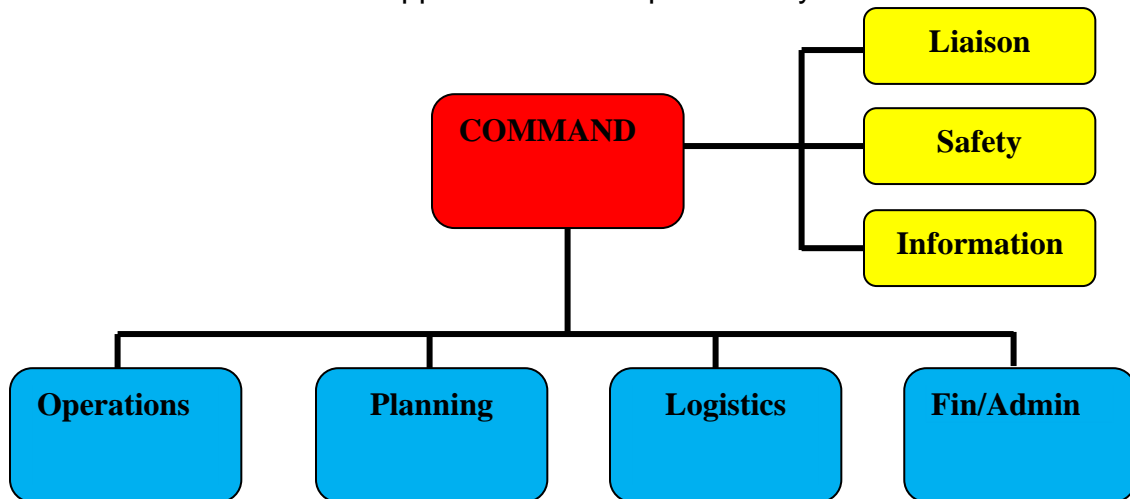 Liaison
COMMAND
Safety
Information
Operations
Planning
Logistics
Fin/Admin